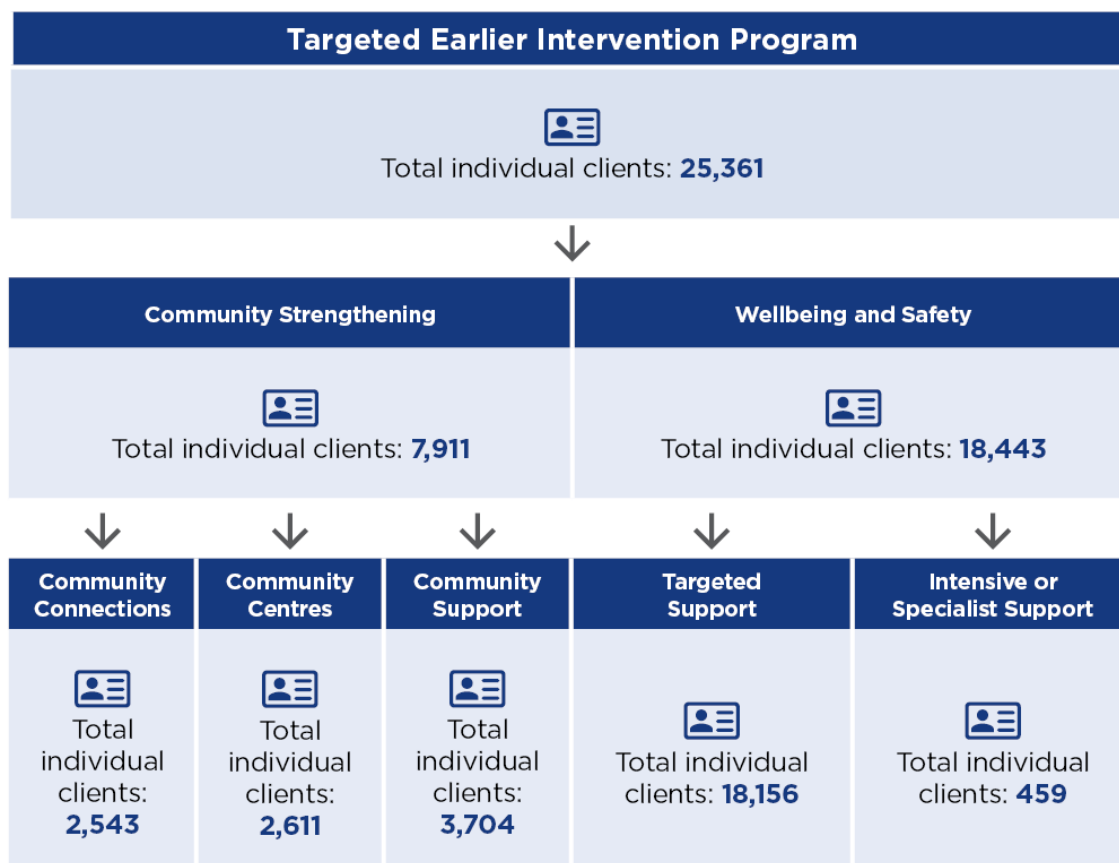 Targeted Earlier Intervention Program
Total individual clients: 25,361
Community Strengthening
Total individual clients: 7,911
Wellbeing and Safety
Total individual clients: 18,443
Community
Connections
Total
individual
clients:
2,543
Community
Centres
Total
individual
clients:
2,611
Community
Support
Total
individual
clients:
3,704
Targeted
Support
Total individual
clients: 18,156
Intensive or
Specialist Support
Total individual
clients: 459